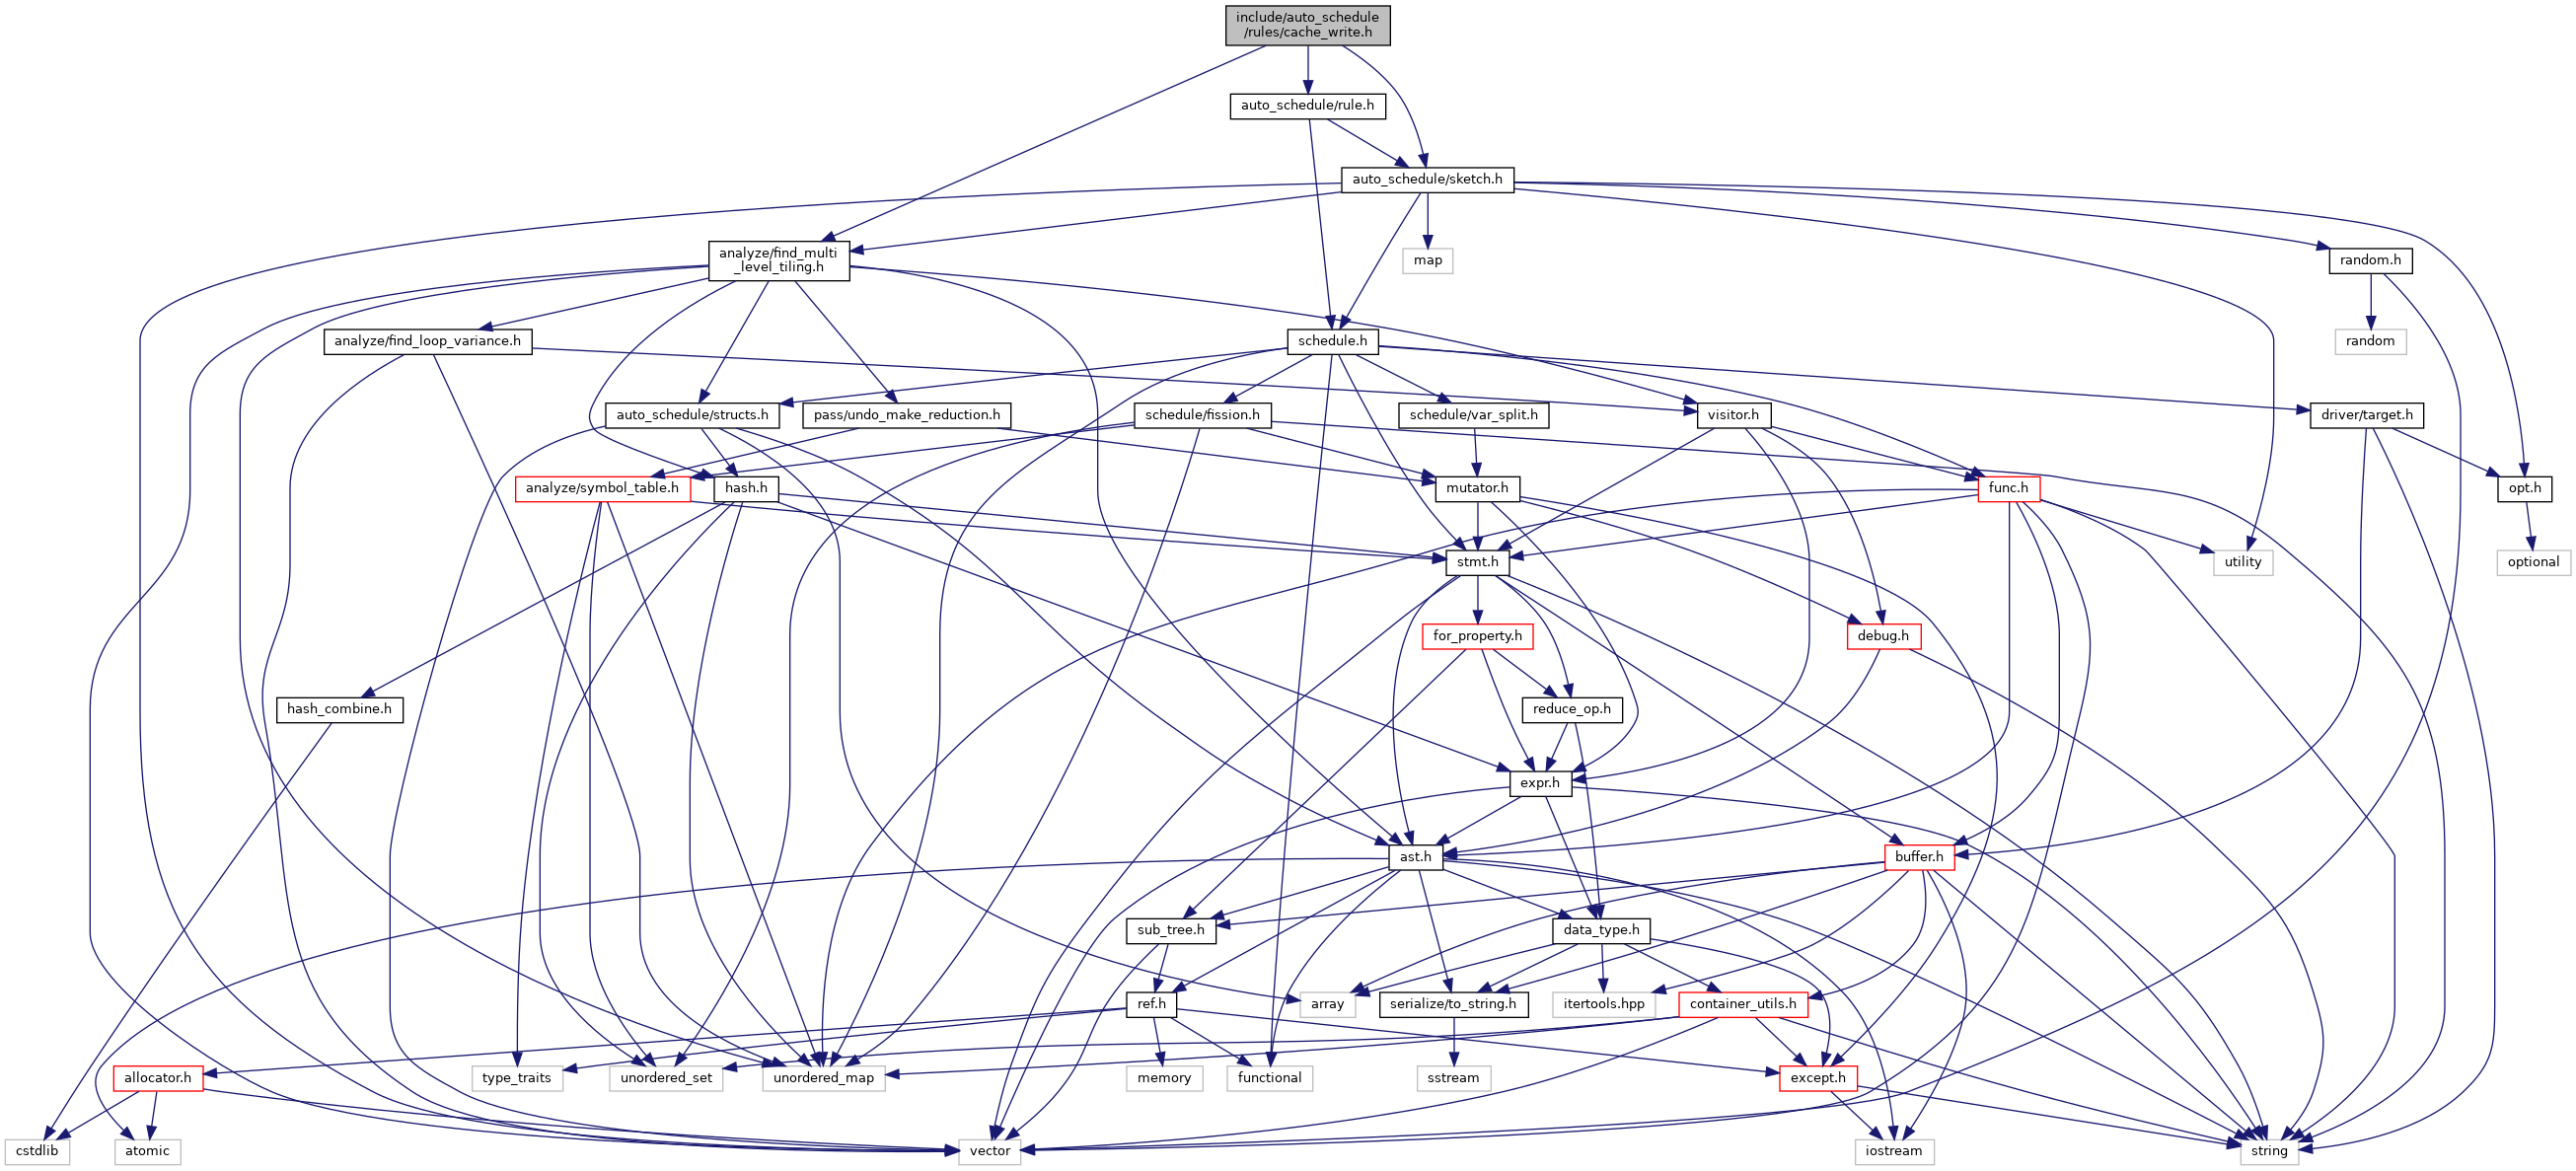 include/auto_schedule
/rules/cache_write.h
auto_schedule/rule.h
auto_schedule/sketch.h
analyze/find_multi
_level_tiling.h
map
random.h
analyze/find_loop_variance.h
schedule.h
random
auto_schedule/structs.h
pass/undo_make_reduction.h
schedule/fission.h
schedule/var_split.h
visitor.h
driver/target.h
analyze/symbol_table.h
hash.h
mutator.h
func.h
opt.h
stmt.h
utility
optional
for_property.h
debug.h
hash_combine.h
reduce_op.h
expr.h
ast.h
buffer.h
sub_tree.h
data_type.h
ref.h
array
serialize/to_string.h
itertools.hpp
container_utils.h
allocator.h
type_traits
unordered_set
unordered_map
memory
functional
sstream
except.h
cstdlib
atomic
vector
iostream
string